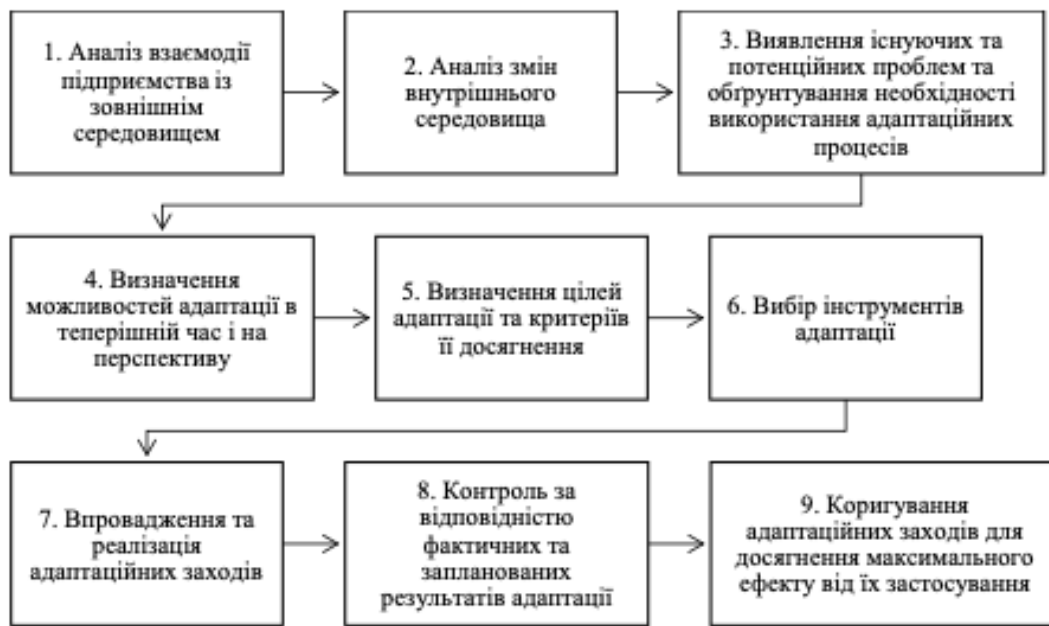 1. Аналіз взаємодії
підприємства із
зовнішнім
середовищем
2. Аналіз змін
внутрішнього
середовища
3. Виявлення існуючих та
потенційних проблем та
обґрунтування необхідності
використання адаптаційних
процесів
4. Визначення
можливостей адаптації в
теперішній час і на
перспективу
5. Визначення цілей
адаптації та критеріїв
її досягнення
6. Вибір інструментів
адаптації
7. Впровадження та
реалізація
адаптаційних заходів
8. Контроль за
відповідністю
фактичних та
запланованих
результатів адаптації
9. Коригування
адаптаційних заходів для
досягнення максимального
ефекту від їх застосування